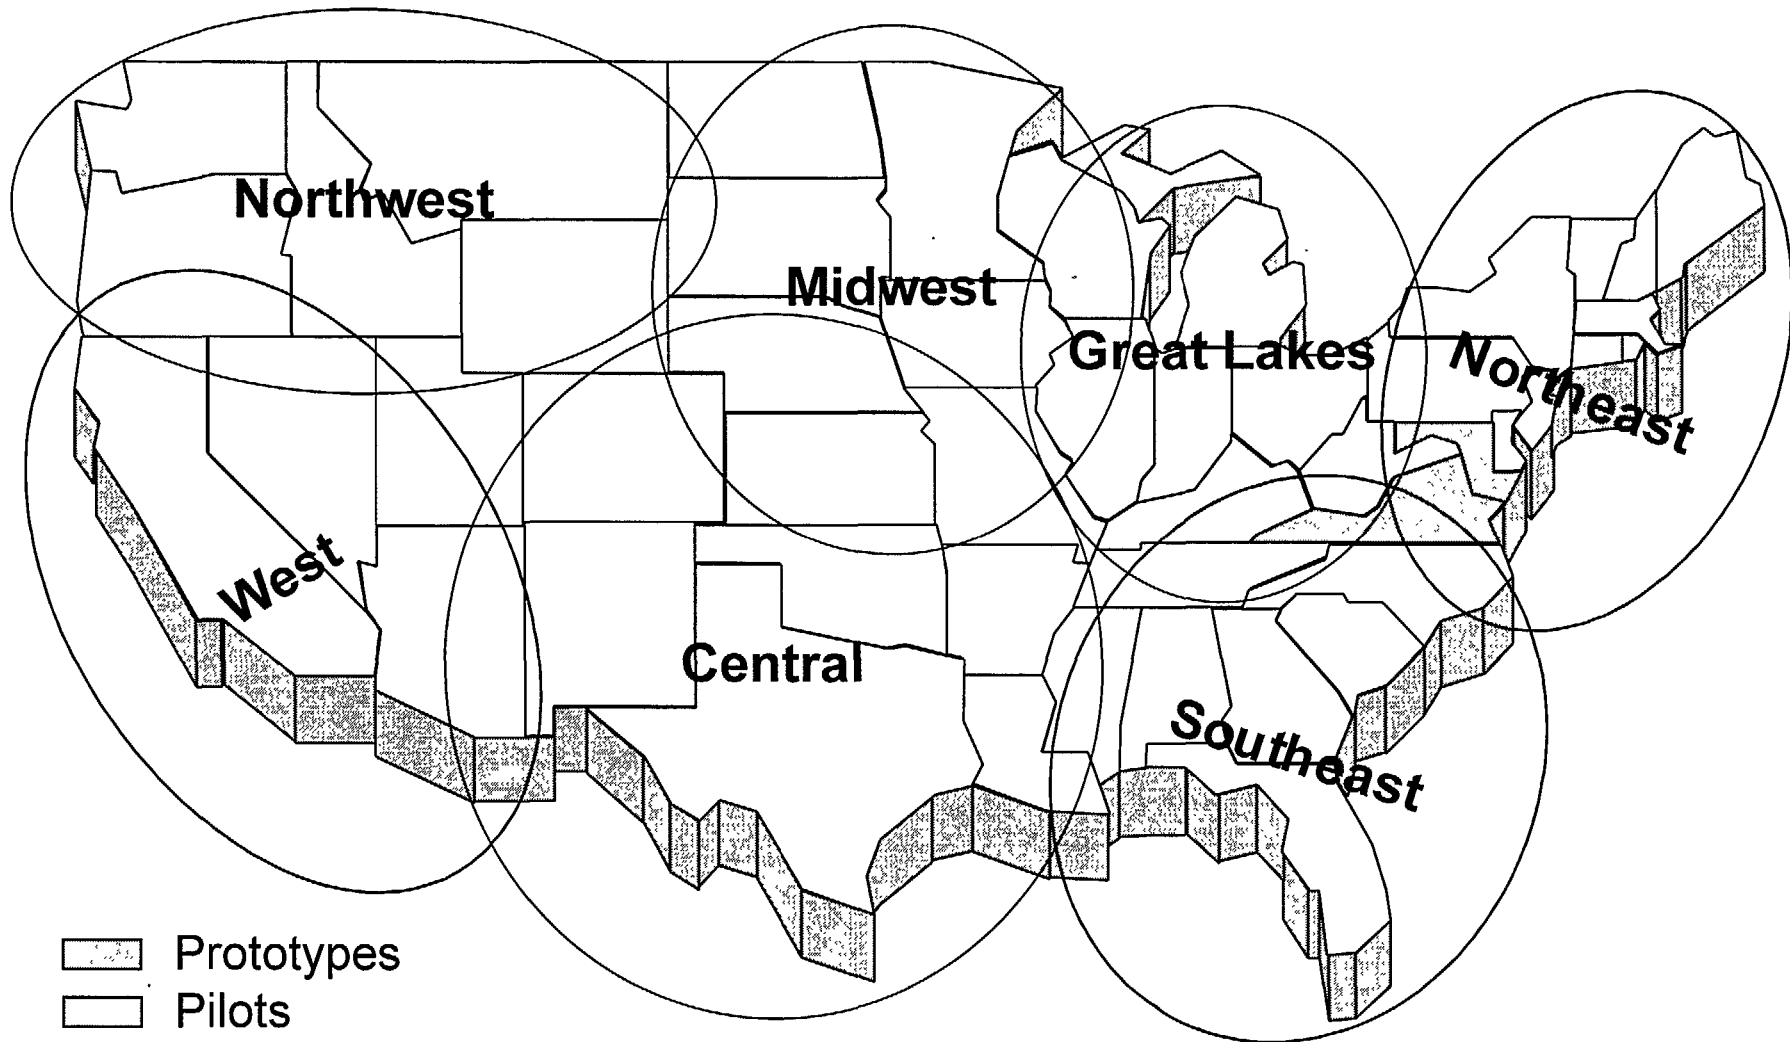 Northwest
Midwest
Great Lakes
Northeast
West
Central
Southeast
Prototypes
Pilots